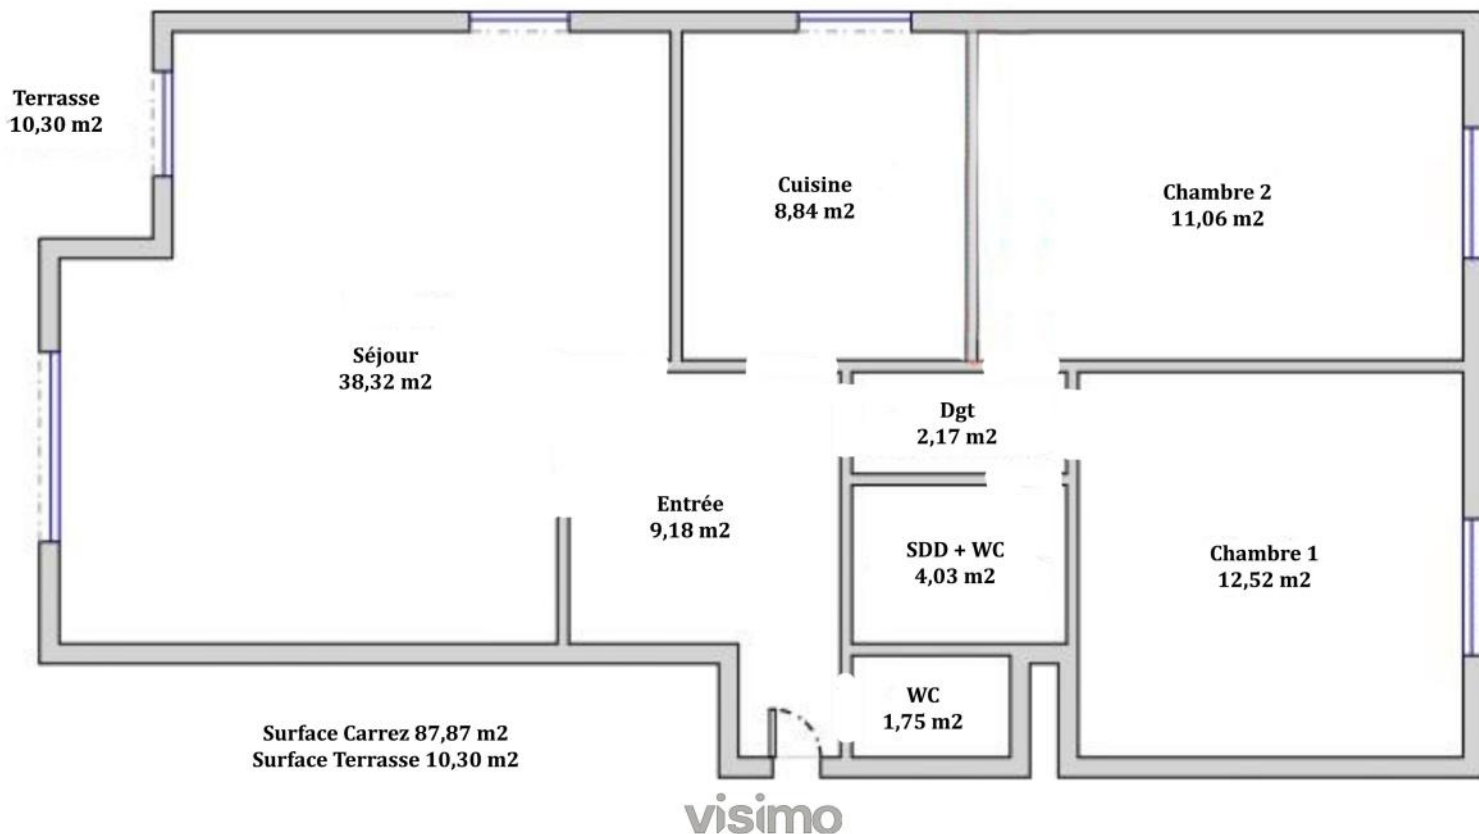 Terrasse
10,30 m2
Cuisine
8,84 m2
Chambre 2
11,06 m2
Séjour
38,32 m2
Dgt
2,17 m2
Entrée
9,18 m2
SDD + WC
4,03 m2
Chambre 1
12,52 m2
WC
1,75 m2
Surface Carrez 87,87 m2
Surface Terrasse 10,30 m2
visimo